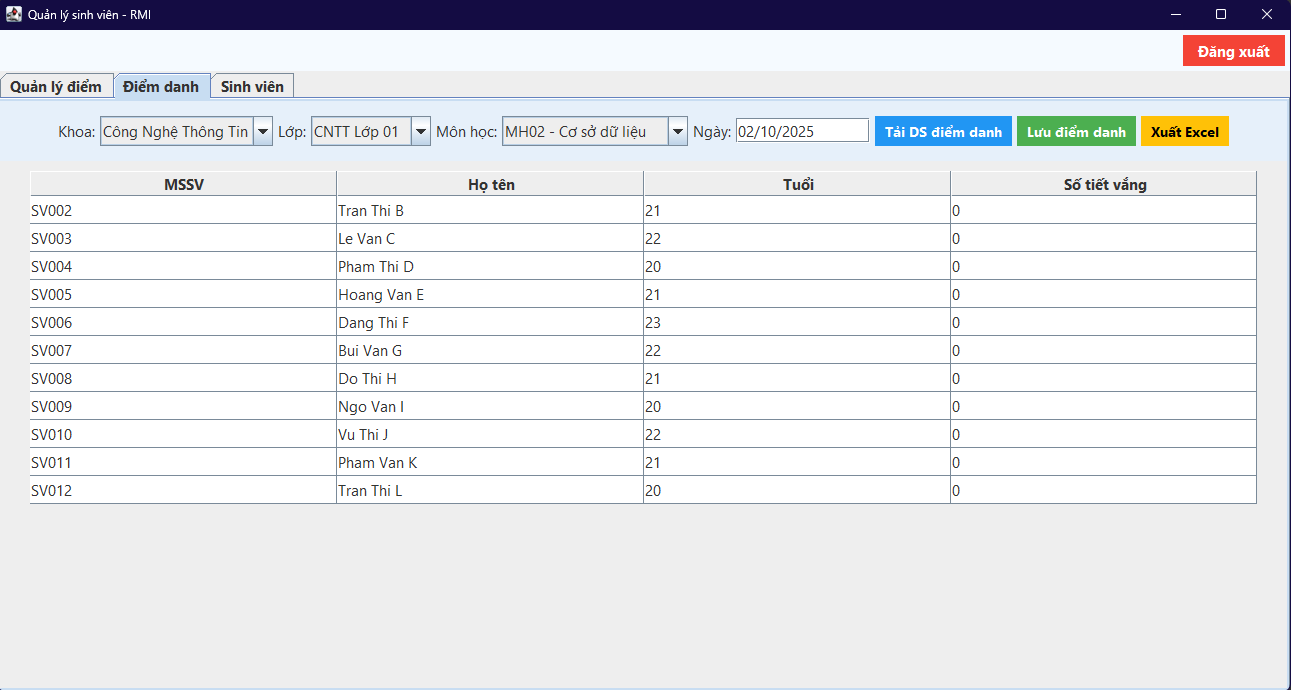 Quản lý sinh viên - RMI
Đăng xuất
Quản lý điểm Điểm danh Sinh viên
Khoa: Công Nghệ Thông Tin Lớp: CNTT Lớp 01 Môn học: MH02 - Cơ sở dữ liệu Ngày: 02/10/2025 Tải DS điểm danh Lưu điểm danh Xuất Excel
MSSV Họ tên Tuổi Số tiết vắng
SV002 Tran Thi B 21 0
SV003 Le Van C 22 0
SV004 Pham Thi D 20 0
SV005 Hoang Van E 21 0
SV006 Dang Thi F 23 0
SV007 Bui Van G 22 0
SV008 Do Thi H 21 0
SV009 Ngo Van I 20 0
SV010 Vu Thi J 22 0
SV011 Pham Van K 21 0
SV012 Tran Thi L 20 0